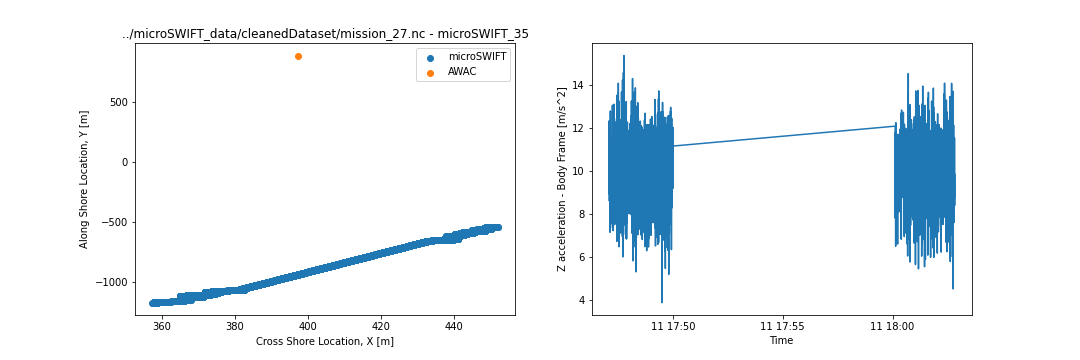 ../microSWIFT_data/cleanedDataset/mission_27.nc - microSWIFT_35
microSWIFT
AWAC
500
0
−500
−1000
Along Shore Location, Y [m]
360
380
400
420
440
Cross Shore Location, X [m]
14
12
10
8
6
4
Z acceleration - Body Frame [m/s^2]
11 17:50
11 17:55
11 18:00
Time